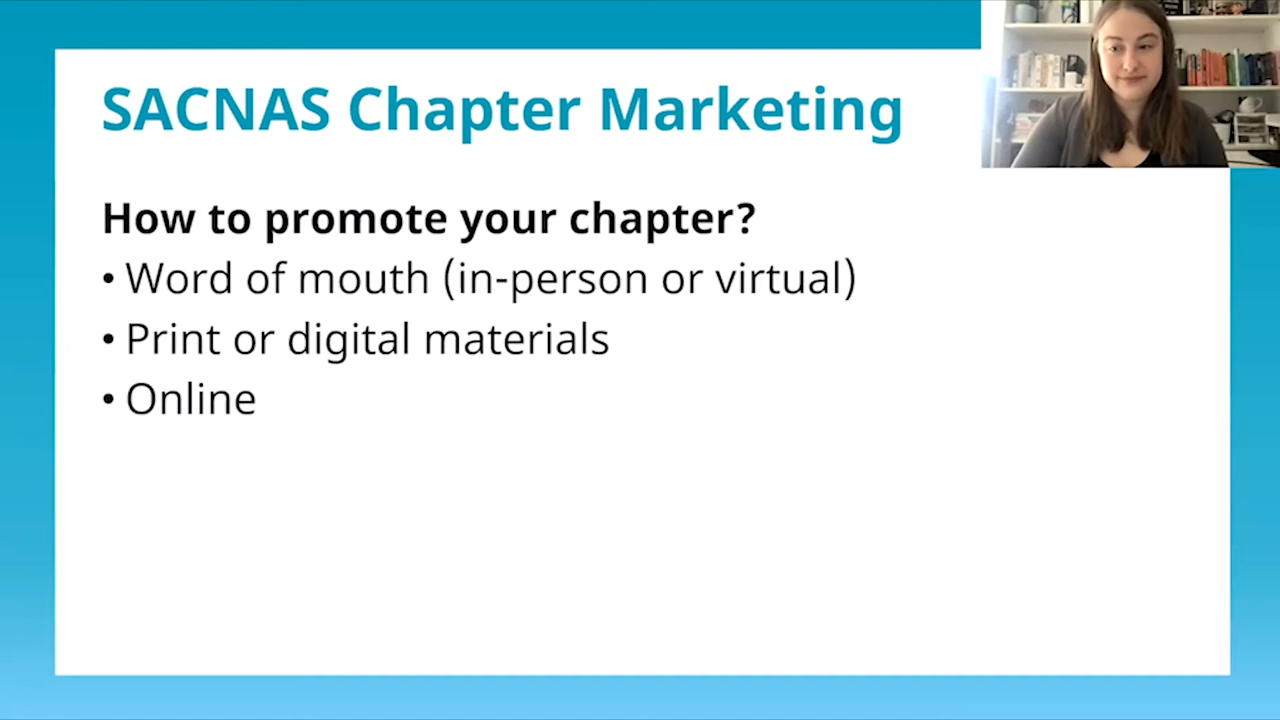 SACNAS Chapter Marketing
How to promote your chapter?
• Word of mouth (in-person or virtual)
• Print or digital materials
• Online